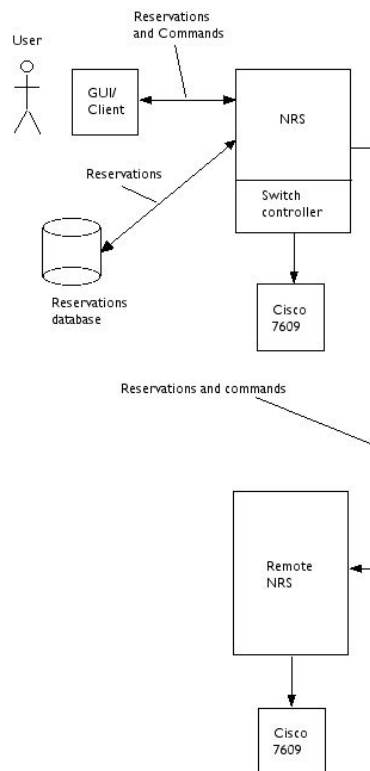 Reservations
and Commands
User
GUI/
Client
NRS
Reservations
Switch
controller
Reservations
database
Cisco
7609
Reservations and commands
Remote
NRS
Cisco
7609